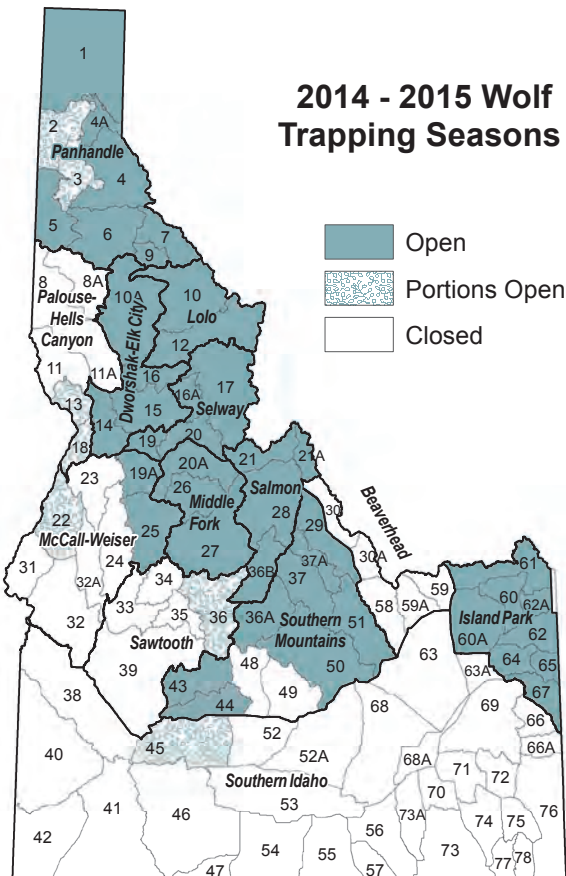 2014 - 2015 Wolf
Trapping Seasons
Open
Portions Open
Closed
1
2
4A
Panhandle
3
4
5
6
7
9
8
8A
10A
10
Palouse-
Hells
Canyon
Lolo
Dworshak-Elk City
12
11
11A
16
17
13
14
15
16A
Selway
18
19
20
23
19A
20A
21
21A
26
Salmon
22
Middle
Fork
28
30
Beaverhead
McCall-Weiser
25
27
29
31
24
32A
34
36B
37A
30A
37
33
35
36
36A
58
59A
59
61
60
62A
Island Park
32
Sawtooth
Southern
Mountains
51
60A
62
39
48
50
63
63A
64
65
43
44
49
67
38
68
69
66
40
45
52
52A
68A
66A
71
72
Southern Idaho
70
41
46
53
73A
74
75
76
42
56
54
55
73
47
57
77
78